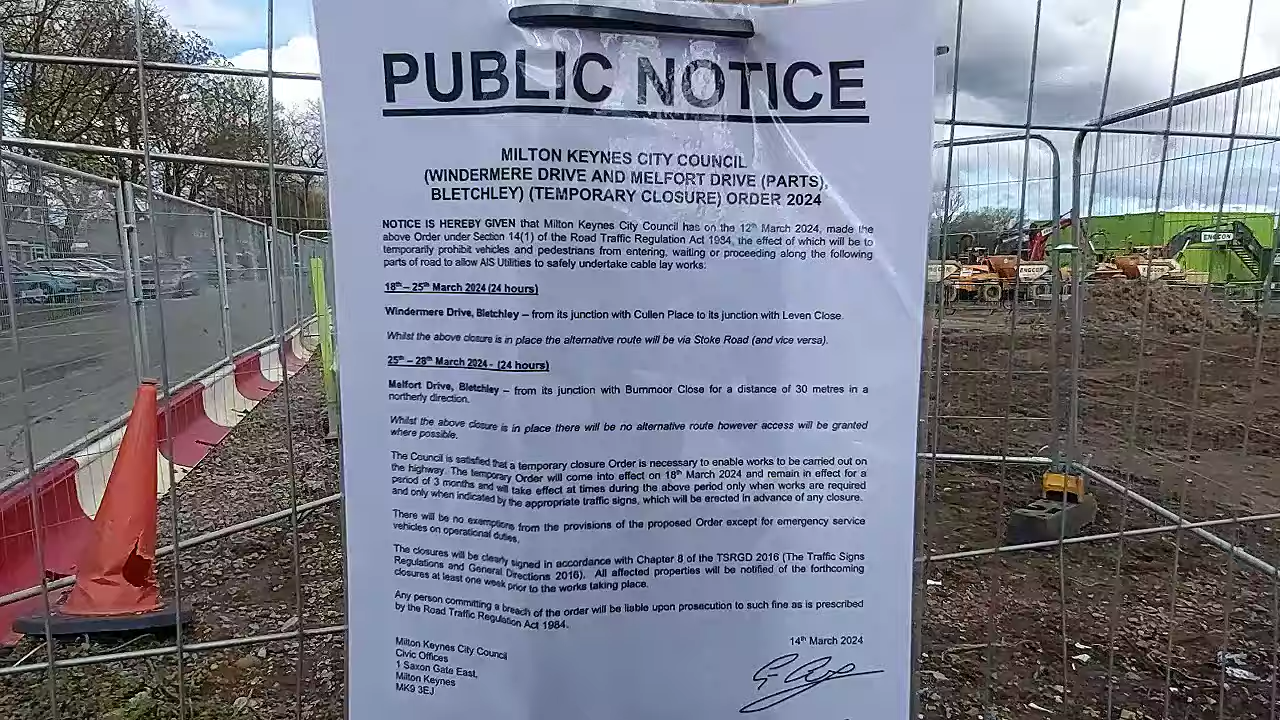 PUBLIC NOTICE
MILTON KEYNES CITY COUNCIL
(WINDERMERE DRIVE AND MELFORT DRIVE (PARTS),
BLETCHLEY) (TEMPORARY CLOSURE) ORDER 2024
NOTICE IS HEREBY GIVEN that Milton Keynes City Council has on the 12th March 2024, made the
above Order under Section 14(1) of the Road Traffic Regulation Act 1984, the effect of which will be to
temporarily prohibit vehicles and pedestrians from entering, waiting or proceeding along the following
parts of road to allow AIS Utilities to safely undertake cable lay works.
18th – 25th March 2024 (24 hours)
Windermere Drive, Bletchley – from its junction with Cullen Place to its junction with Leven Close.
Whilst the above closure is in place the alternative route will be via Stoke Road (and vice versa).
25th – 28th March 2024 - (24 hours)
Melfort Drive, Bletchley – from its junction with Burnmoor Close for a distance of 30 metres in a
northerly direction.
Whilst the above closure is in place there will be no alternative route however access will be granted
where possible.
The Council is satisfied that a temporary closure Order is necessary to enable works to be carried out on
the highway. The temporary Order will come into effect on 18th March 2024 and remain in effect for a
period of 3 months and will take effect at times during the above period only when works are required
and only when indicated by the appropriate traffic signs, which will be erected in advance of any closure.
There will be no exemptions from the provisions of the proposed Order except for emergency service
vehicles on operational duties.
The closures will be clearly signed in accordance with Chapter 8 of the TSRGD 2016 (The Traffic Signs
Regulations and General Directions 2016). All affected properties will be notified of the forthcoming
closures at least one week prior to the works taking place.
Any person committing a breach of the order will be liable upon prosecution to such fine as is prescribed
by the Road Traffic Regulation Act 1984.
Milton Keynes City Council
Civic Offices
1 Saxon Gate East,
Milton Keynes
MK9 3EJ
14th March 2024
ENGCON
ENGCON